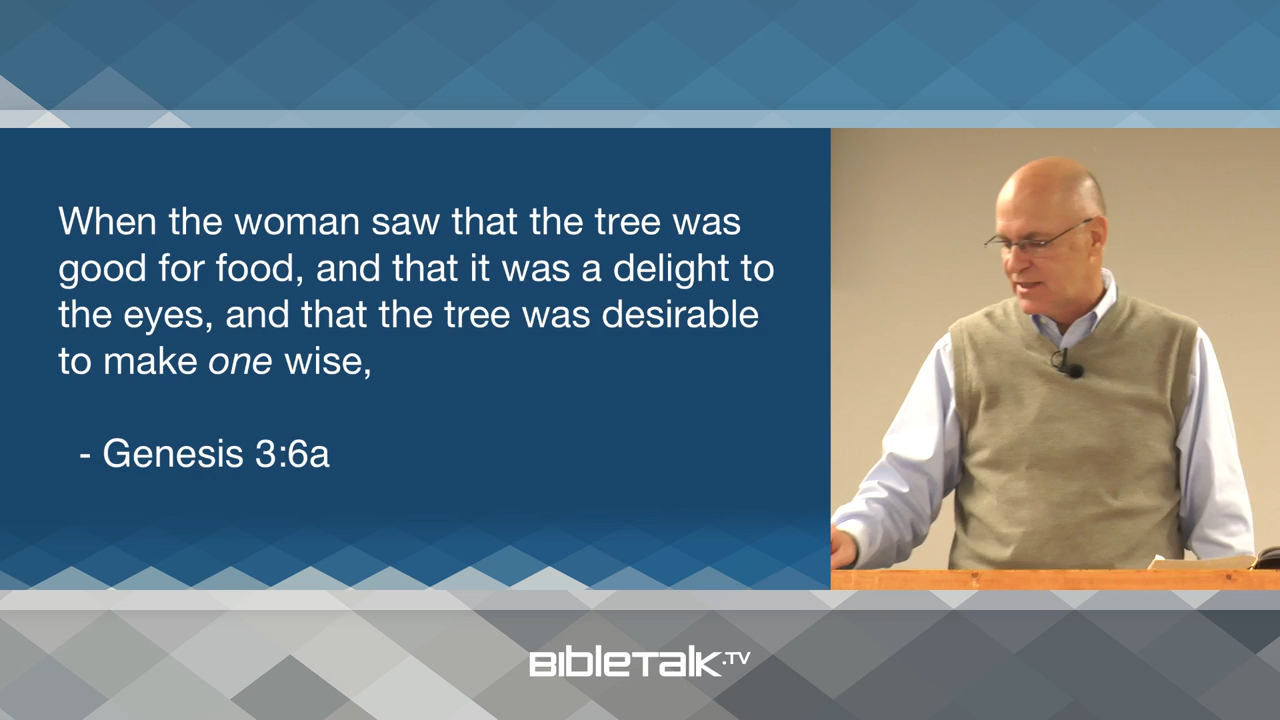 When the woman saw that the tree was
good for food, and that it was a delight to
the eyes, and that the tree was desirable
to make one wise,
- Genesis 3:6a
BibleTalk.TV